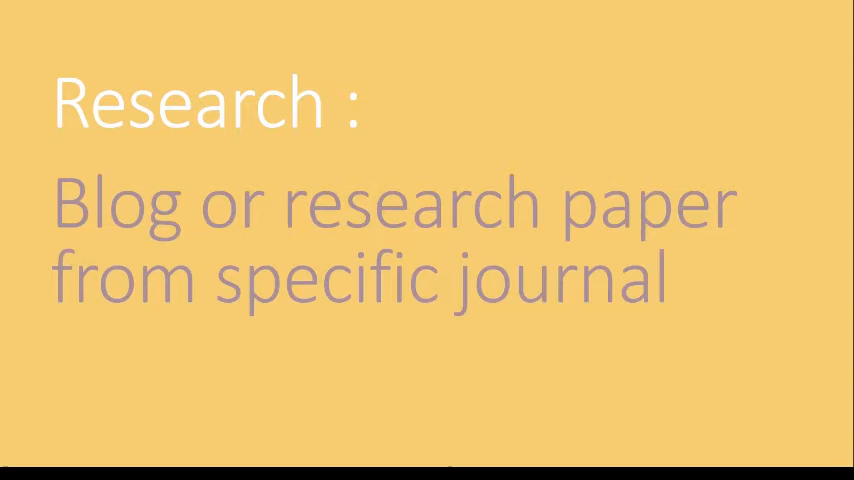 Research :
Blog or research paper
from specific journal